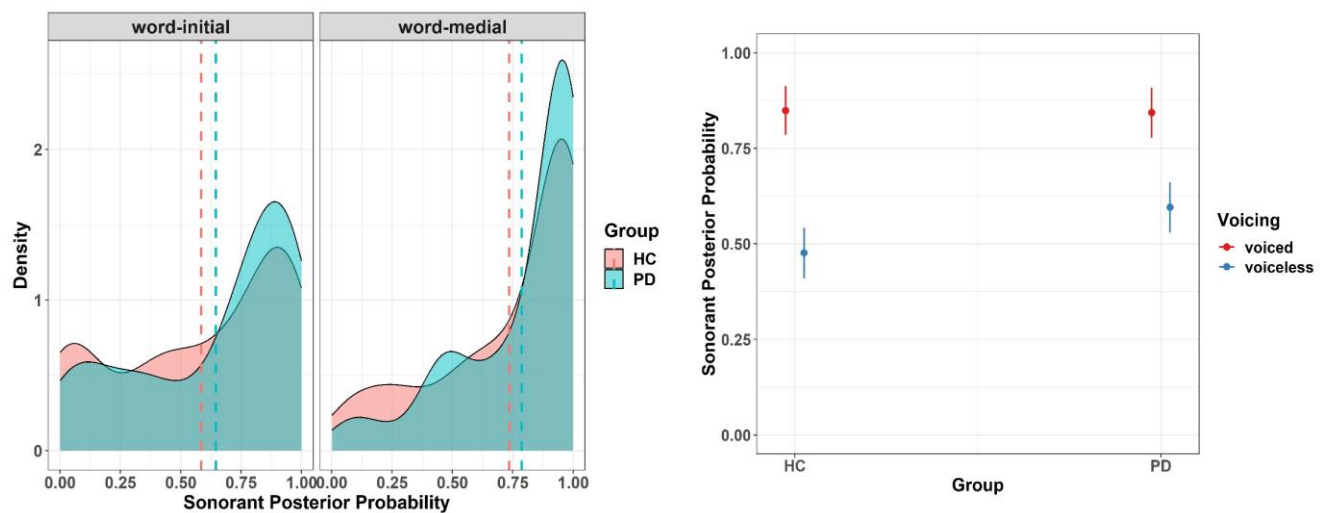 word-initial
word-medial
Density
2
1
0
0.00 0.25 0.50 0.75 1.00
0.00 0.25 0.50 0.75 1.00
Sonorant Posterior Probability
Group
HC
PD
Sonorant Posterior Probability
1.00
0.75
0.50
0.25
0.00
HC
PD
Group
Voicing
voiced
voiceless